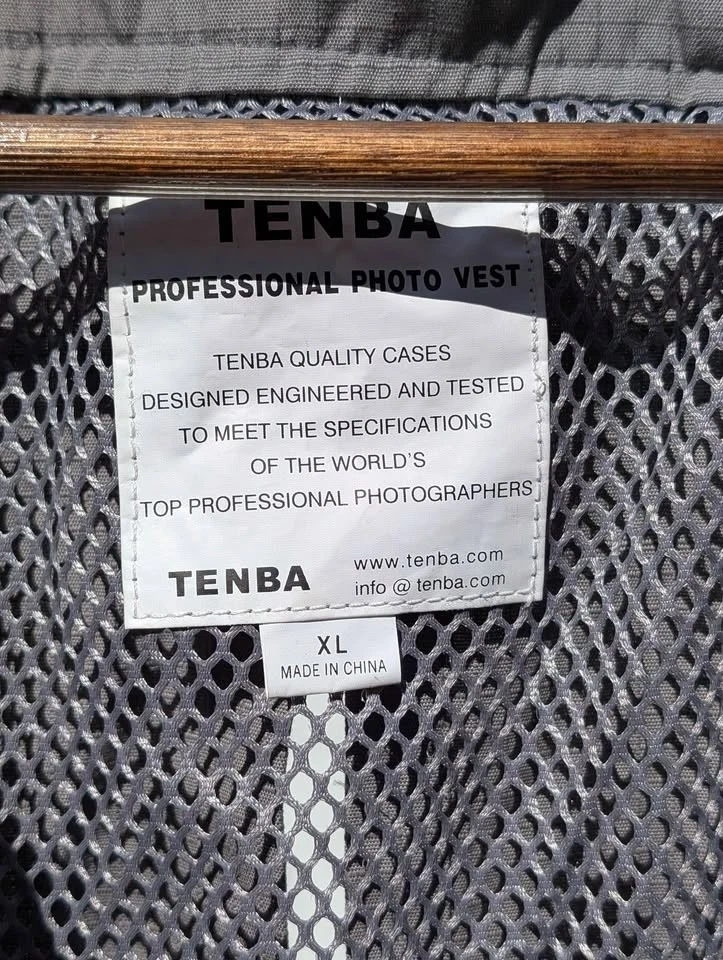 TENBA
PROFESSIONAL PHOTO VEST
TENBA QUALITY CASES
DESIGNED ENGINEERED AND TESTED
TO MEET THE SPECIFICATIONS
OF THE WORLD'S
TOP PROFESSIONAL PHOTOGRAPHERS
TENBA
www.tenba.com
info @ tenba.com
XL
MADE IN CHINA